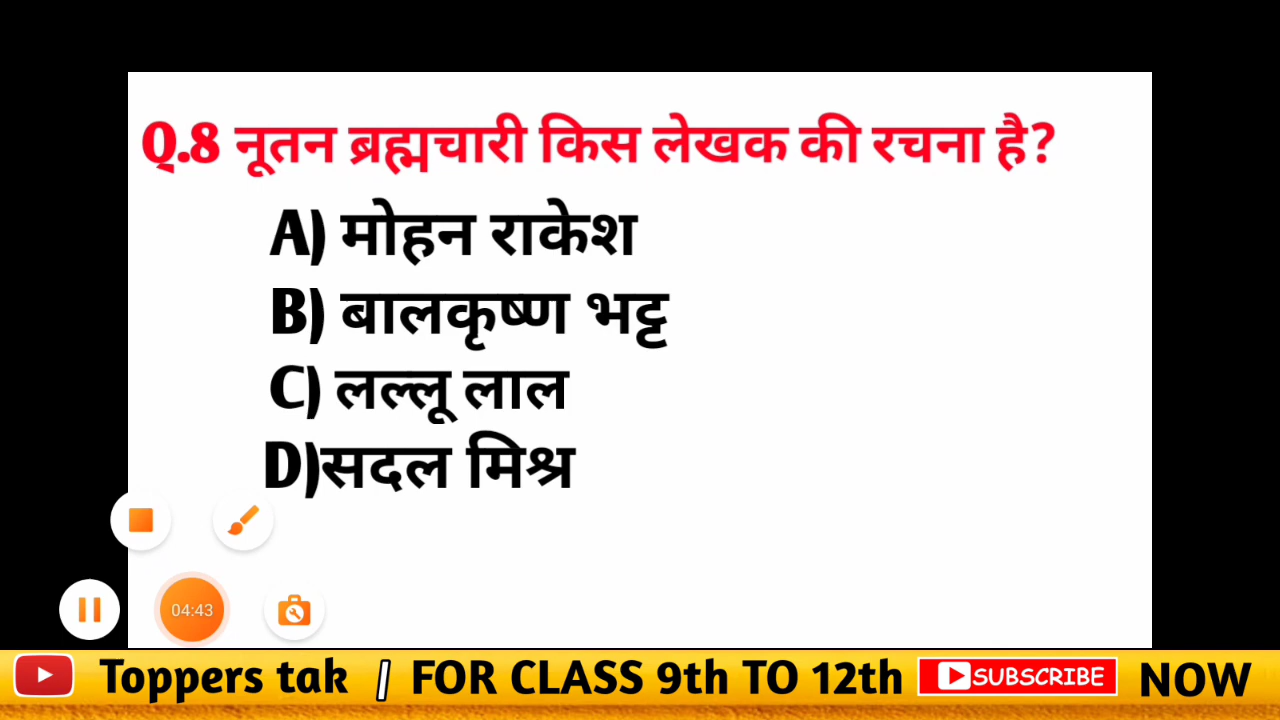 Q.8 नूतन ब्रह्मचारी किस लेखक की रचना है?
A) मोहन राकेश
B) बालकृष्ण भट्ट
C) लल्लू लाल
D)सदल मिश्र
04:43
Toppers tak / FOR CLASS 9th TO 12th SUBSCRIBE NOW